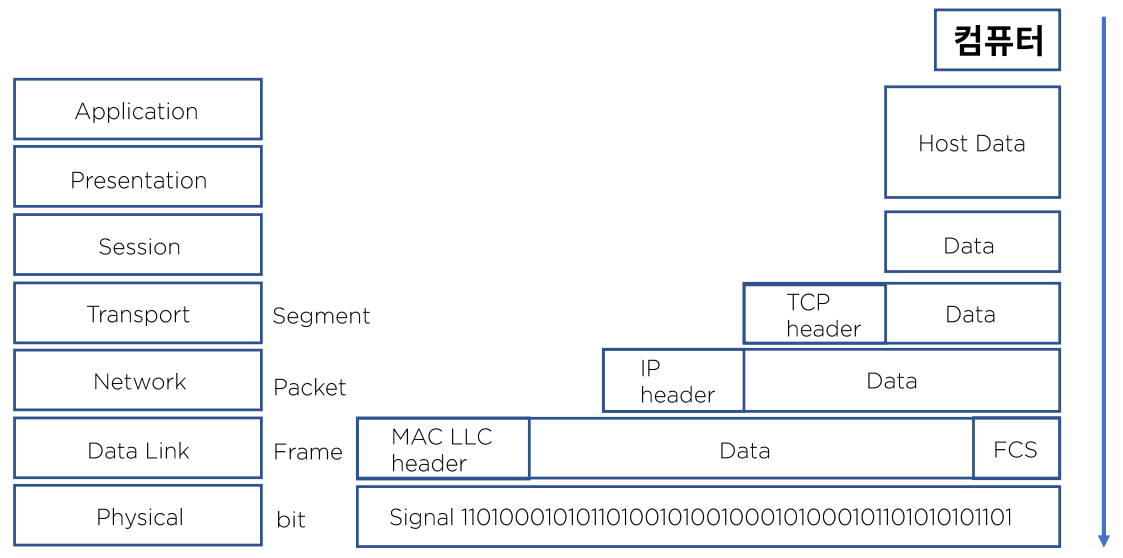 컴퓨터
Application
Host Data
Presentation
Session
Data
Transport
Segment
TCP
header
Data
Network
Packet
IP
header
Data
Data Link
Frame
MAC LLC
header
Data
FCS
Physical
bit
Signal 11010001010110100101001000101000101101010101101